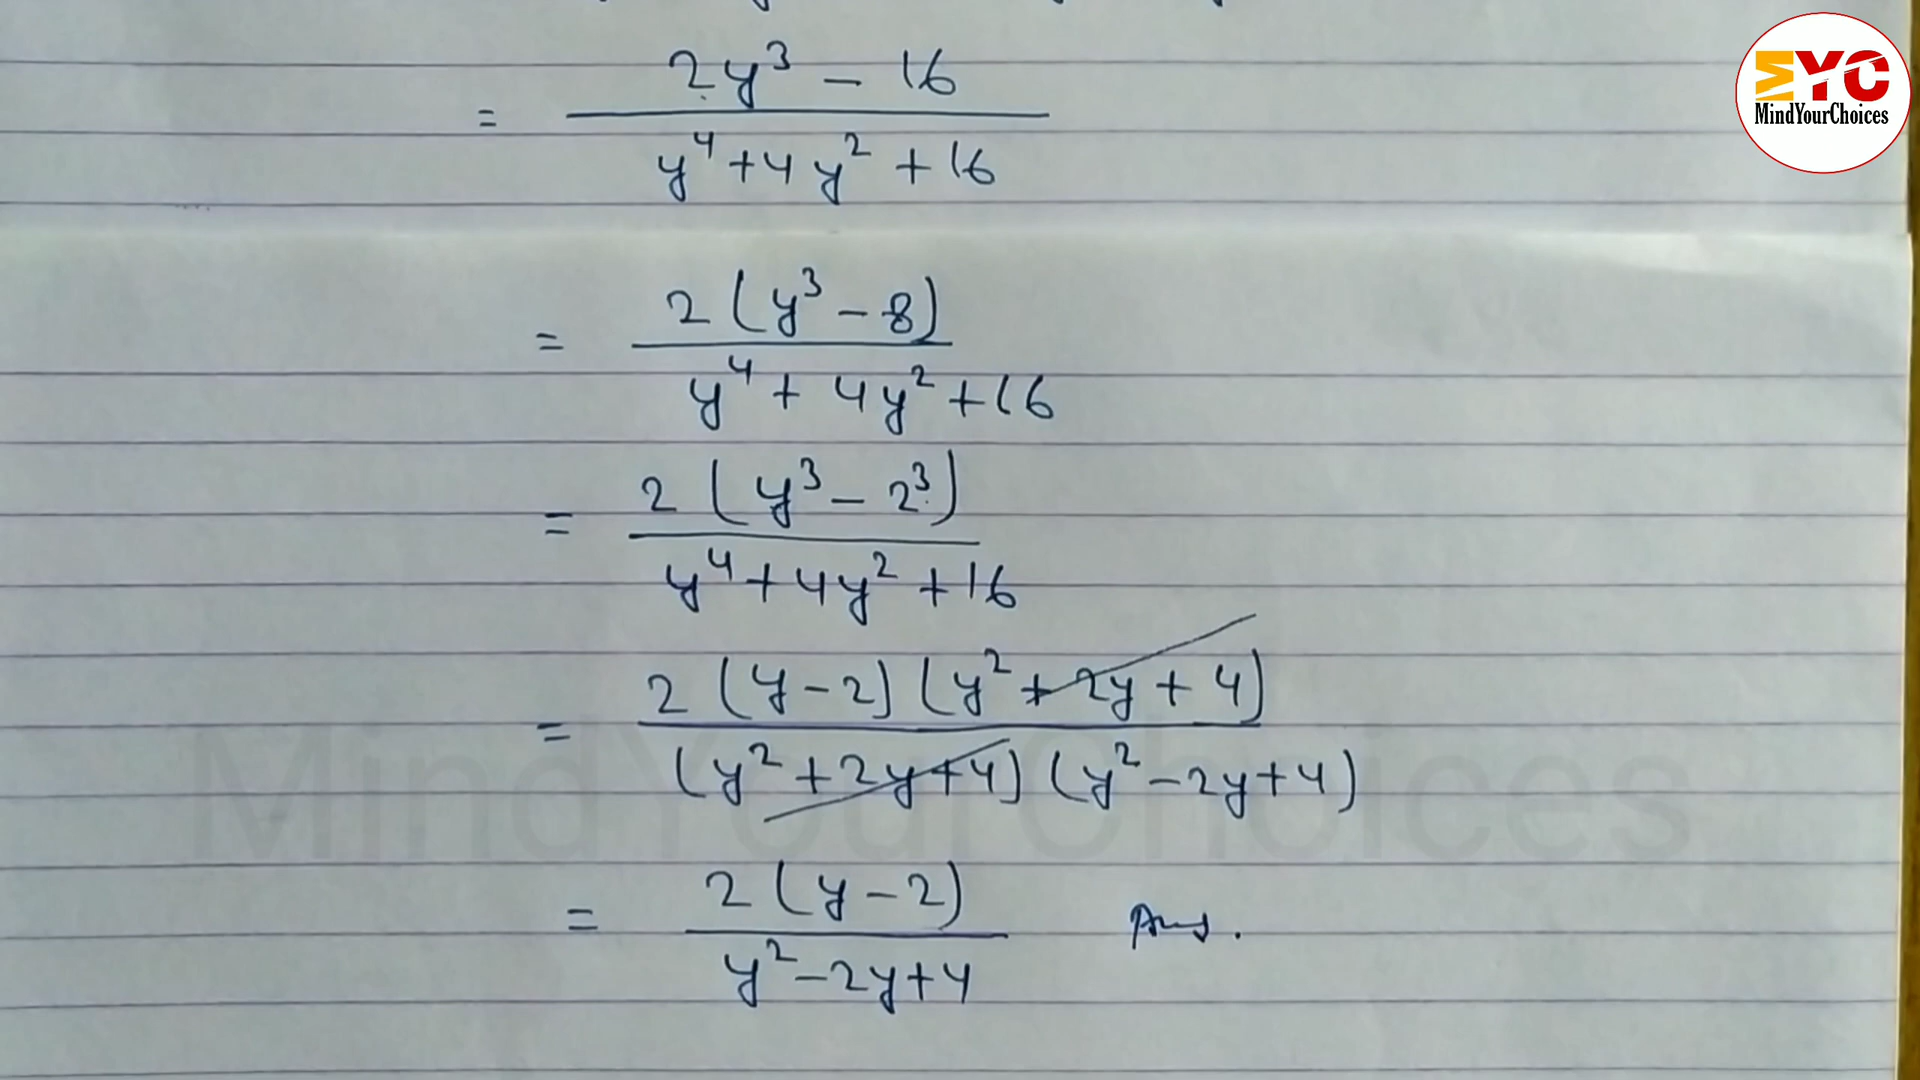 MYC
MindYourChoices
= 2y³ - 16 / y⁴ + 4y² + 16
= 2(y³ - 8) / y⁴ + 4y² + 16
= 2(y³ - 2³) / y⁴ + 4y² + 16
= 2(y - 2)(y² + 2y + 4) / (y² + 2y + 4)(y² - 2y + 4)
MindYourChoices
= 2(y - 2) / y² - 2y + 4 Ans.